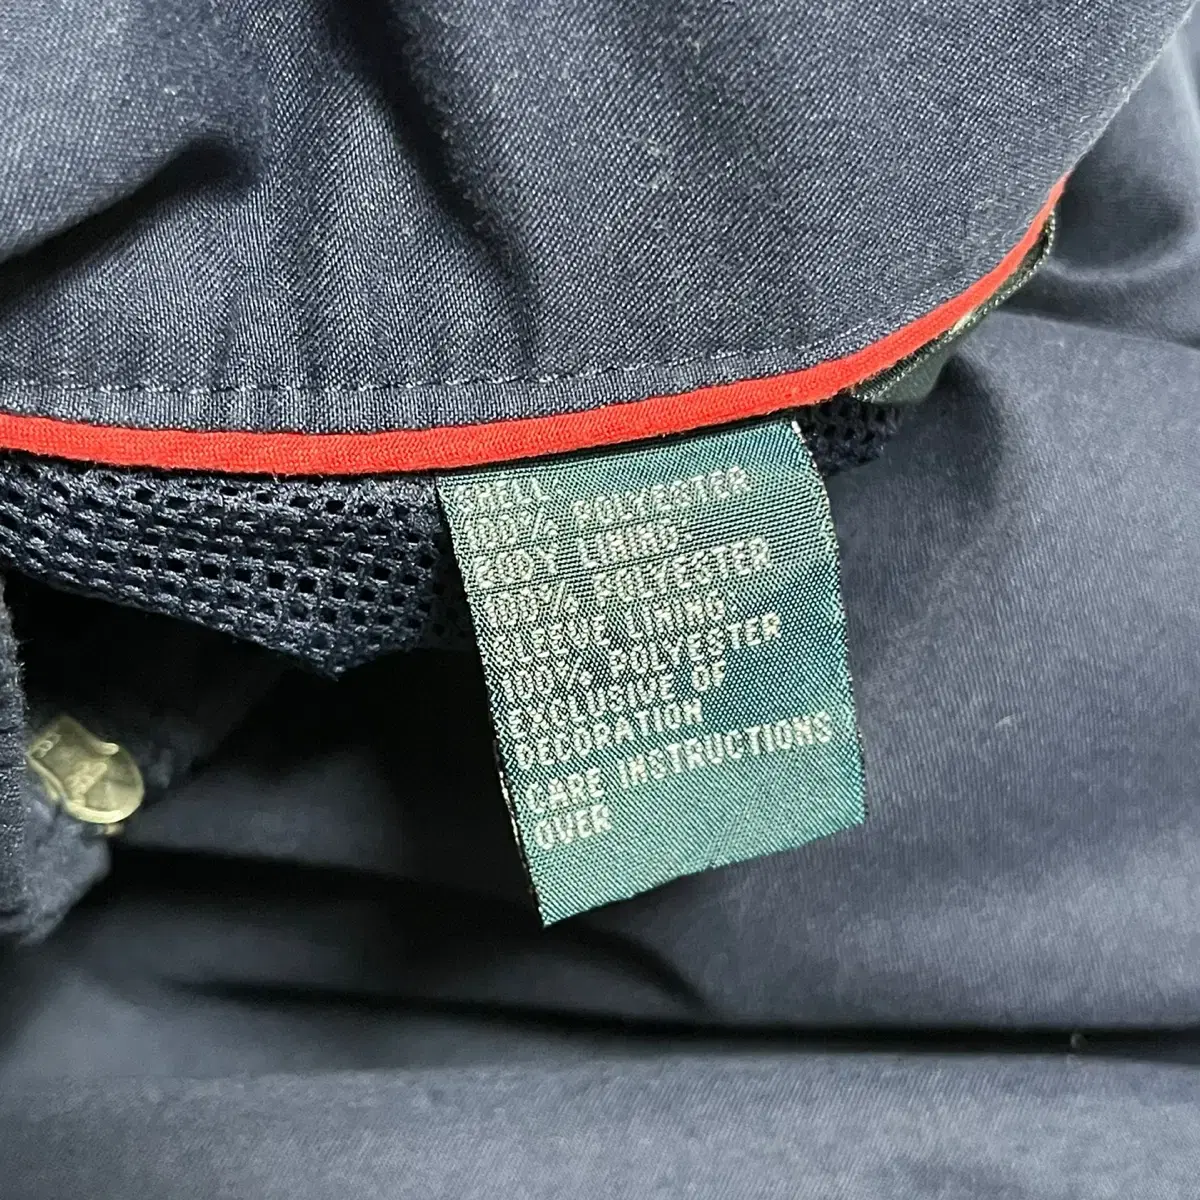 SHELL:
100% POLYESTER
BODY LINING:
100% POLYESTER
SLEEVE LINING:
100% POLYESTER
EXCLUSIVE OF
DECORATION
CARE INSTRUCTIONS
OVER